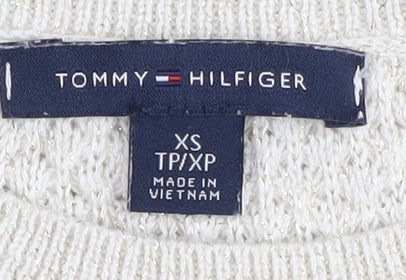 TOMMY HILFIGER
XS
TP/XP
MADE IN
VIETNAM